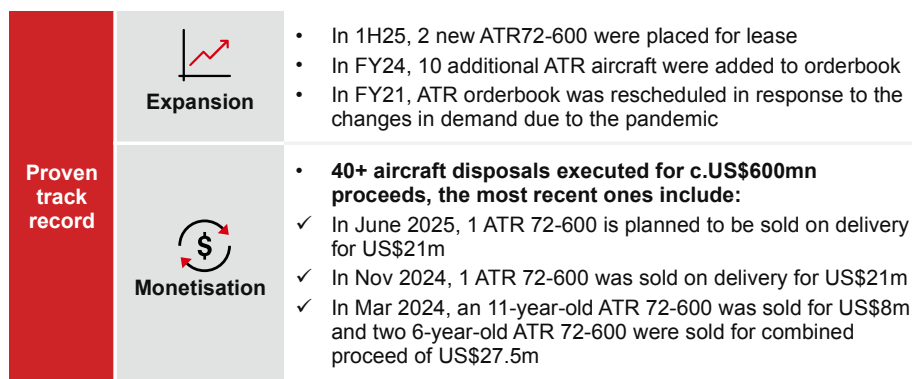 Proven
track
record
Expansion
• In 1H25, 2 new ATR72-600 were placed for lease
• In FY24, 10 additional ATR aircraft were added to orderbook
• In FY21, ATR orderbook was rescheduled in response to the
changes in demand due to the pandemic
$
Monetisation
• 40+ aircraft disposals executed for c.US$600mn
proceeds, the most recent ones include:
✓ In June 2025, 1 ATR 72-600 is planned to be sold on delivery
for US$21m
✓ In Nov 2024, 1 ATR 72-600 was sold on delivery for US$21m
✓ In Mar 2024, an 11-year-old ATR 72-600 was sold for US$8m
and two 6-year-old ATR 72-600 were sold for combined
proceed of US$27.5m